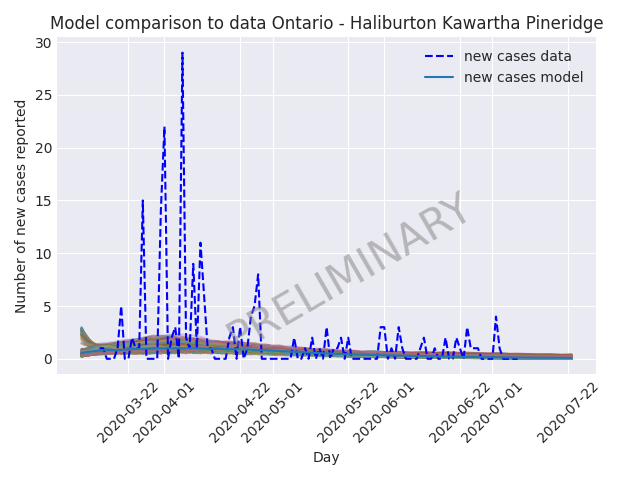 Model comparison to data Ontario - Haliburton Kawartha Pineridge
30
25
20
15
10
5
0
Number of new cases reported
new cases data
new cases model
PRELIMINARY
2020-03-22
2020-04-01
2020-04-22
2020-05-01
2020-05-22
2020-06-01
2020-06-22
2020-07-01
2020-07-22
Day